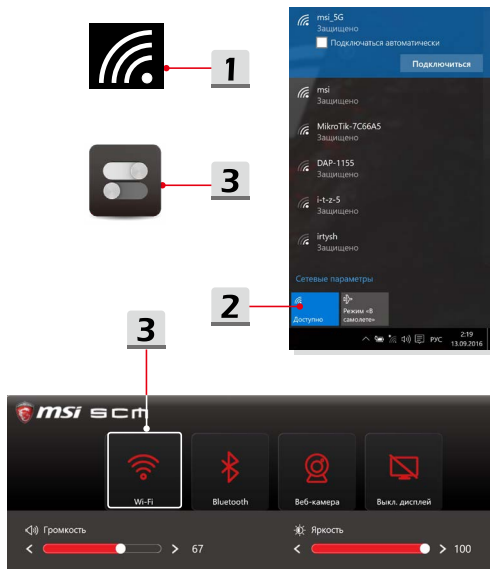 1
3
msi_5G
Защищено
Подключаться автоматически
Подключиться
msi
Защищено
MikroTik-7C66A5
Защищено
DAP-1155
Защищено
i-t-z-5
Защищено
irtysh
Защищено
Сетевые параметры
2
Доступно
Режим «В
самолете»
РУС
2:19
13.09.2016
3
msi SCM
Wi-Fi
Bluetooth
Веб-камера
Выкл. дисплей
Громкость
67
Яркость
100